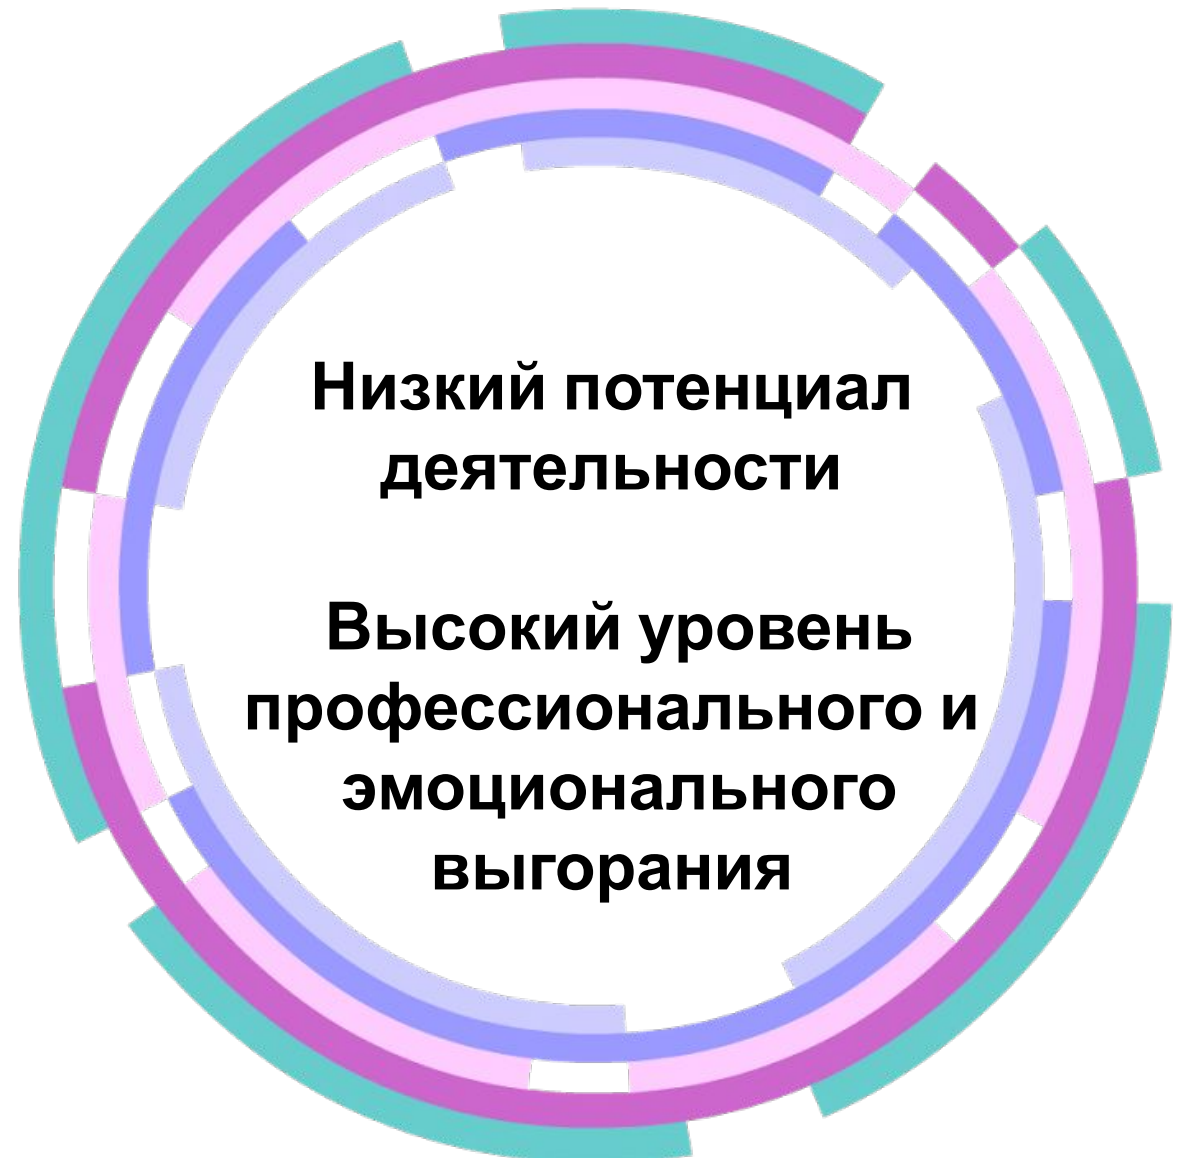 Низкий потенциал
деятельности
Высокий уровень
профессионального и
эмоционального
выгорания